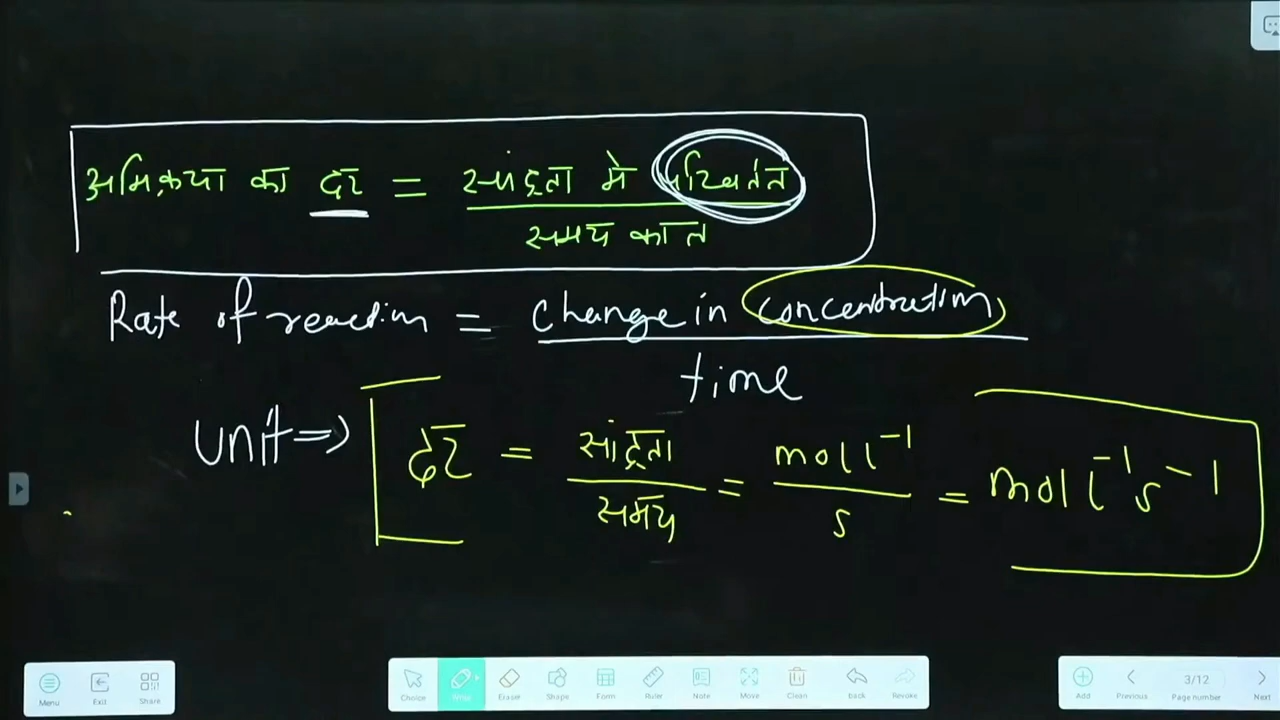 अभिक्रया का दर = सांद्रता मे परिवर्तन
समय काल
Rate of reaction = change in concentration
time
unit => दर = सांद्रता / समय = mol l⁻¹ / s = mol l⁻¹ s⁻¹
Menu Exit Share
Choice Eraser Shape Form Ruler Note Move Clean back Revoke
Add Previous 3/12 Page number Next